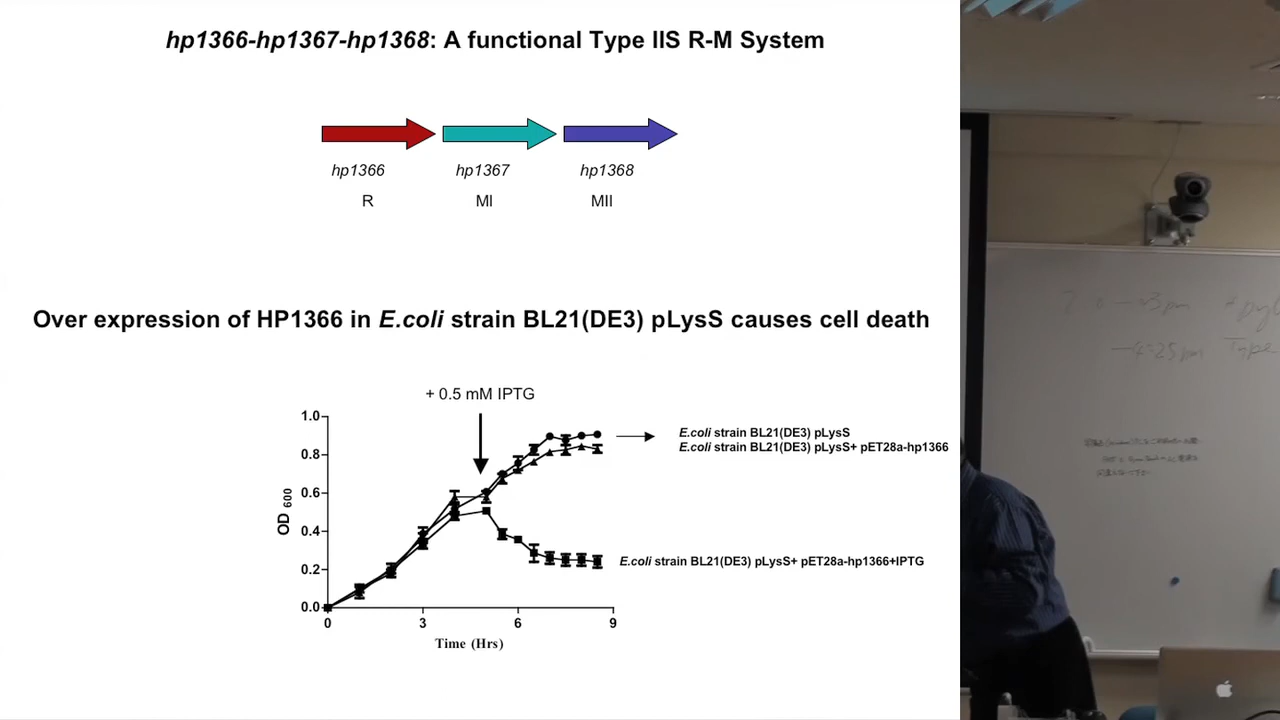 hp1366-hp1367-hp1368: A functional Type IIS R-M System
hp1366
hp1367
hp1368
R
MI
MII
Over expression of HP1366 in E.coli strain BL21(DE3) pLysS causes cell death
+ 0.5 mM IPTG
1.0
0.8
0.6
0.4
0.2
0.0
OD 600
0
3
6
9
Time (Hrs)
E.coli strain BL21(DE3) pLysS
E.coli strain BL21(DE3) pLysS+ pET28a-hp1366
E.coli strain BL21(DE3) pLysS+ pET28a-hp1366+IPTG
Type